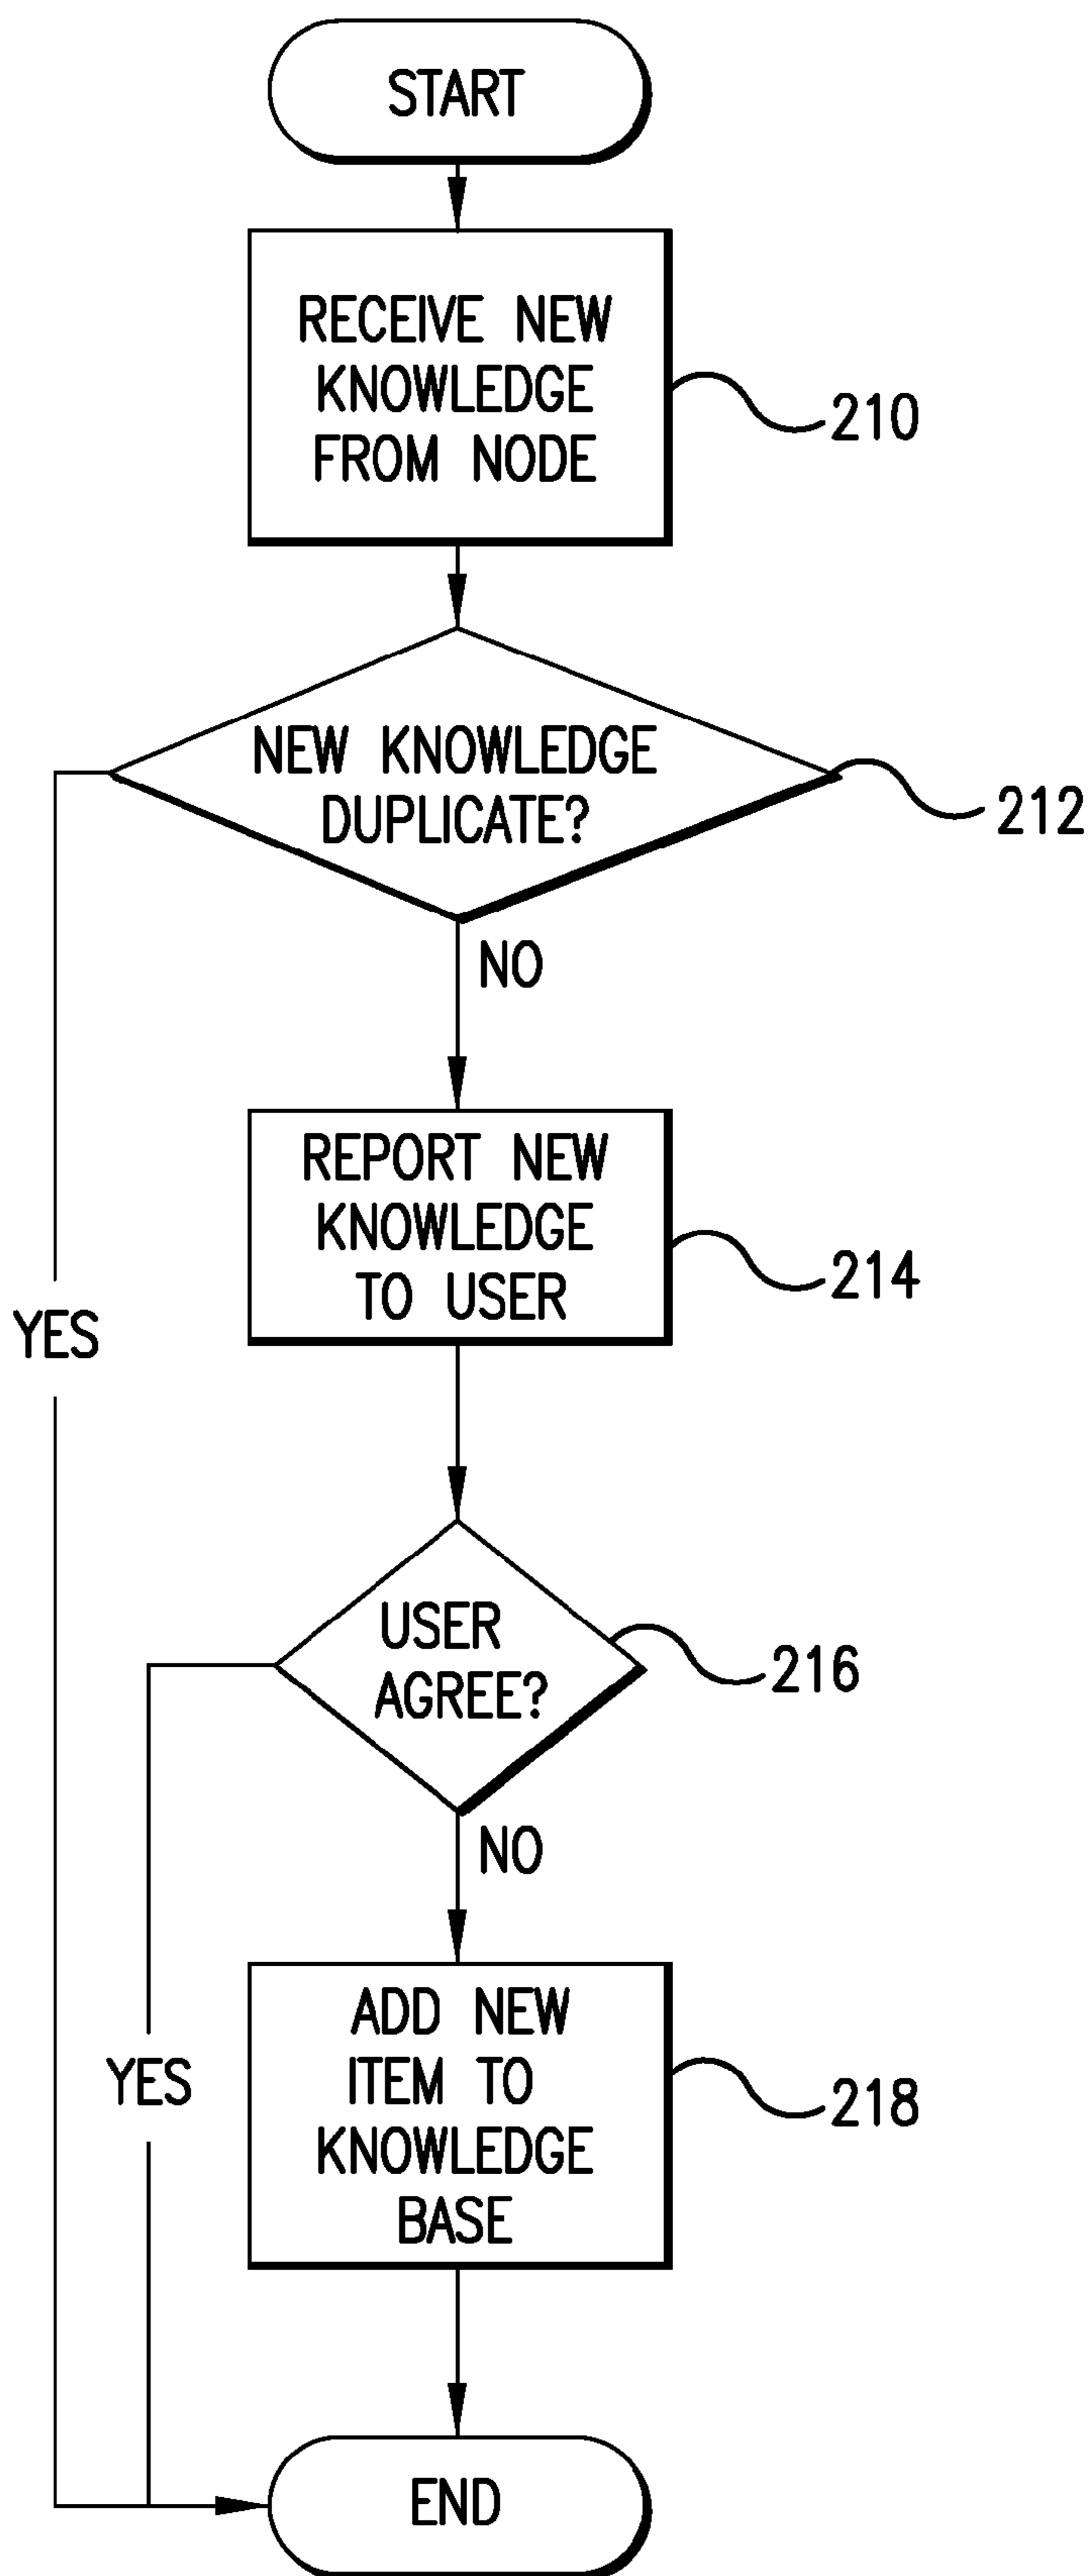 START
RECEIVE NEW
KNOWLEDGE
FROM NODE
210
NEW KNOWLEDGE
DUPLICATE?
212
NO
REPORT NEW
KNOWLEDGE
TO USER
214
YES
USER
AGREE?
216
NO
ADD NEW
ITEM TO
KNOWLEDGE
BASE
218
YES
END